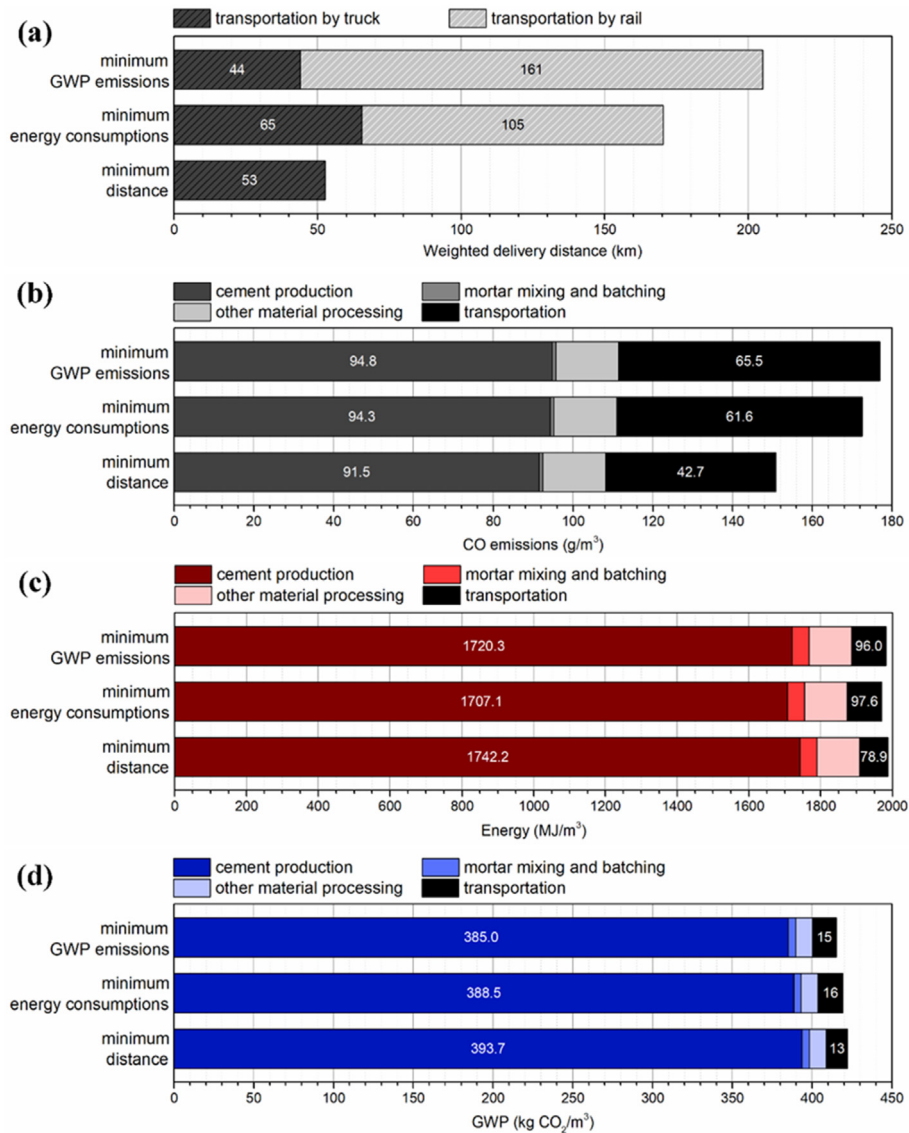 (a)
transportation by truck transportation by rail
minimum
GWP emissions
44 161
minimum
energy consumptions
65 105
minimum
distance
53
0 50 100 150 200 250
Weighted delivery distance (km)
(b)
cement production mortar mixing and batching
other material processing transportation
minimum
GWP emissions
94.8 65.5
minimum
energy consumptions
94.3 61.6
minimum
distance
91.5 42.7
0 20 40 60 80 100 120 140 160 180
CO emissions (g/m³)
(c)
cement production mortar mixing and batching
other material processing transportation
minimum
GWP emissions
1720.3 96.0
minimum
energy consumptions
1707.1 97.6
minimum
distance
1742.2 78.9
0 200 400 600 800 1000 1200 1400 1600 1800 2000
Energy (MJ/m³)
(d)
cement production mortar mixing and batching
other material processing transportation
minimum
GWP emissions
385.0 15
minimum
energy consumptions
388.5 16
minimum
distance
393.7 13
0 50 100 150 200 250 300 350 400 450
GWP (kg CO₂/m³)